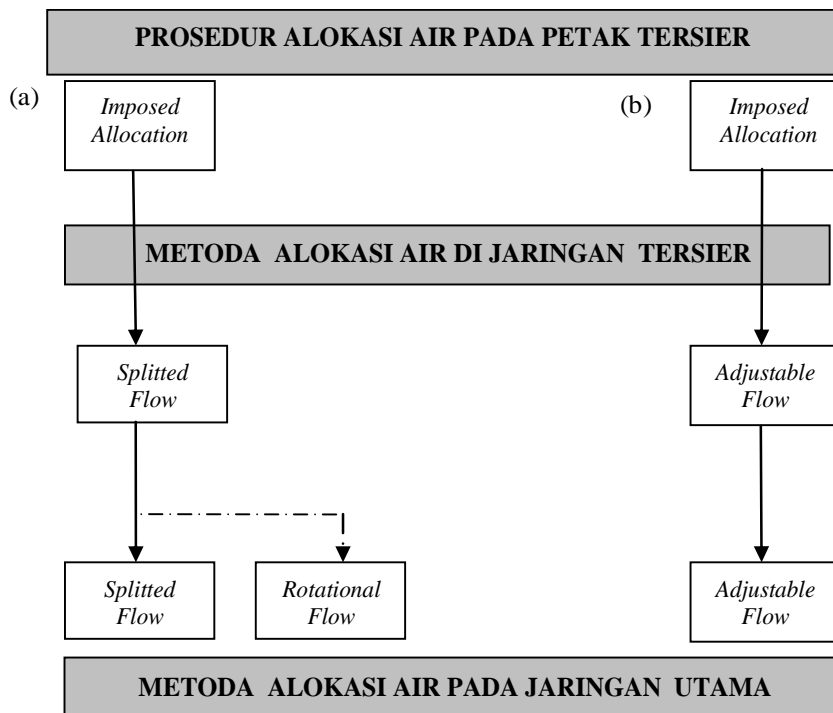 PROSEDUR ALOKASI AIR PADA PETAK TERSIER
(a)
Imposed
Allocation
(b)
Imposed
Allocation
METODA ALOKASI AIR DI JARINGAN TERSIER
Splitted
Flow
Adjustable
Flow
Splitted
Flow
Rotational
Flow
Adjustable
Flow
METODA ALOKASI AIR PADA JARINGAN UTAMA